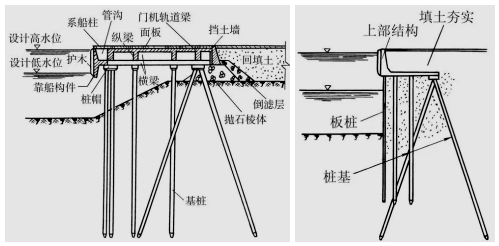 系船柱
管沟
门机轨道梁
纵梁
面板
挡土墙
设计高水位
护木
回填土
设计低水位
横梁
靠船构件
桩帽
倒滤层
抛石棱体
基桩
上部结构
填土夯实
板桩
桩基